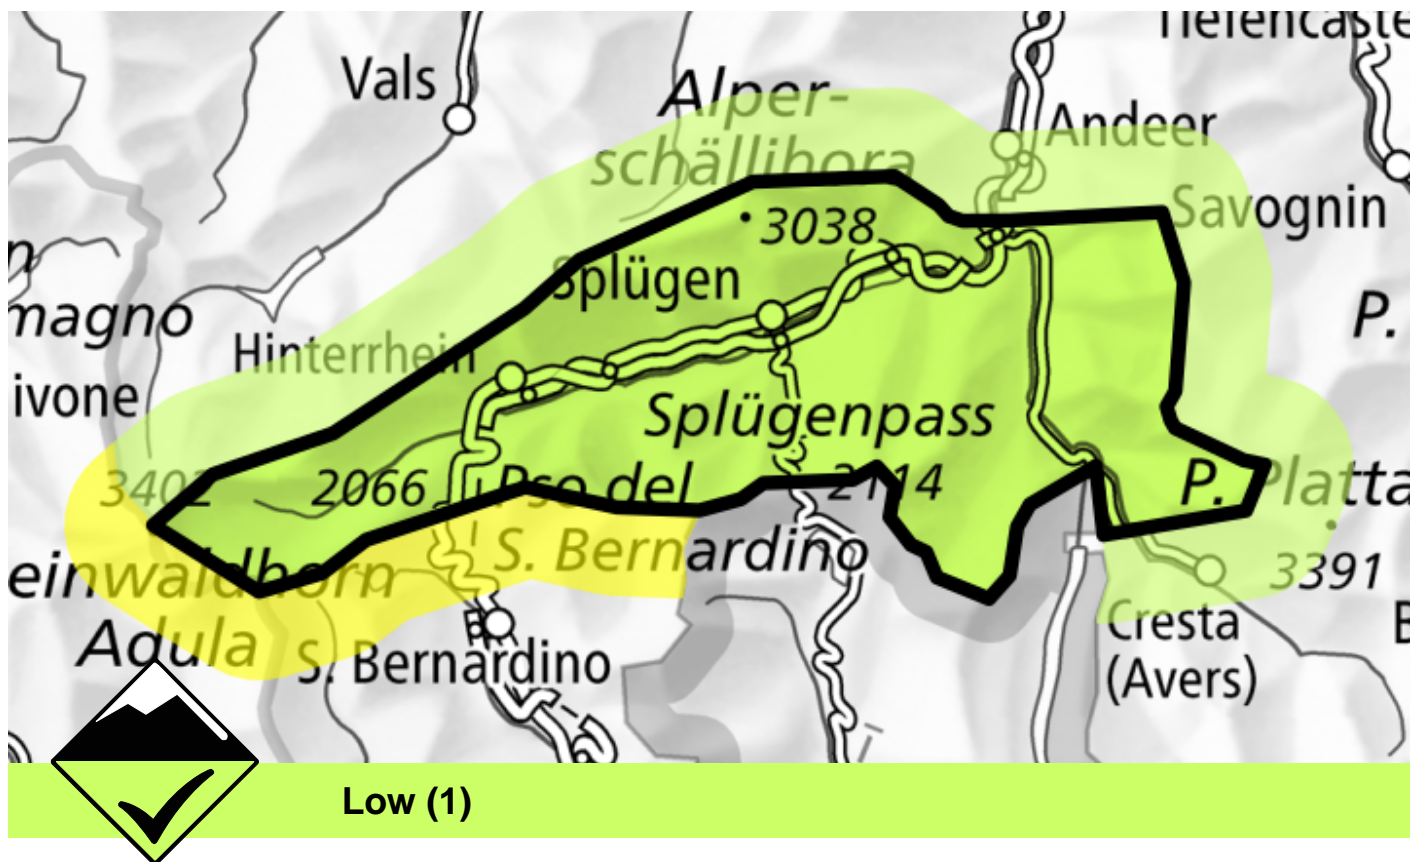 Tiefencaste
Vals
Alper-
schällihora
Andeer
Savognin
3038
Splügen
n
magno
P.
Hinterrhein
ivone
Splügenpass
3402
2066
Pso del
2114
P. Platta
S. Bernardino
einwaldhorn
3391
Adula
S. Bernardino
Cresta
(Avers)
B
Low (1)